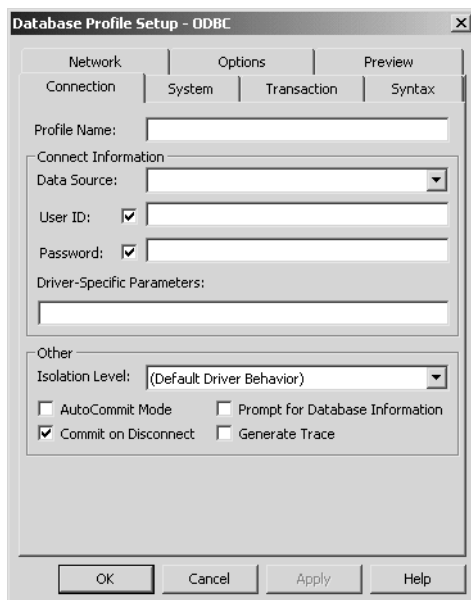 Database Profile Setup - ODBC
Network Options Preview
Connection System Transaction Syntax
Profile Name:
Connect Information
Data Source:
User ID:
Password:
Driver-Specific Parameters:
Other
Isolation Level: (Default Driver Behavior)
AutoCommit Mode Prompt for Database Information
Commit on Disconnect Generate Trace
OK Cancel Apply Help